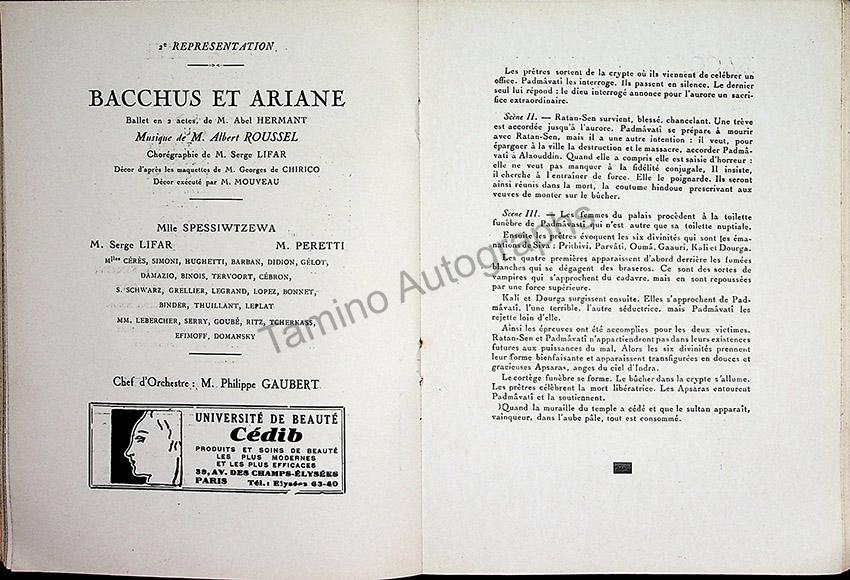 2e REPRESENTATION
BACCHUS ET ARIANE
Ballet en 2 actes, de M. Abel HERMANT
Musique de M. Albert ROUSSEL
Chorégraphie de M. Serge LIFAR
Décor d'après les maquettes de M. Georges de CHIRICO
Décor exécuté par M. MOUVEAU
Mlle SPESSIWTZEWA
M. Serge LIFAR M. PERETTI
Mlles CÉRÈS, SIMONI, HUGHETTI, BARBAN, DIDION, GÉLOT,
DAMAZIO, BINOIS, TERVOORT, CÉBRON,
S. SCHWARZ, GRELLIER, LEGRAND, LOPEZ, BONNET,
BINDER, THUILLANT, LEPLAT
MM. LEBERCHER, SERRY, GOUBÉ, RITZ, TCHERKASS,
EFIMOFF, DOMANSKY
Chef d'Orchestre : M. Philippe GAUBERT
UNIVERSITÉ DE BEAUTÉ
Cédib
PRODUITS ET SOINS DE BEAUTÉ
LES PLUS MODERNES
ET LES PLUS EFFICACES
39, AV. DES CHAMPS-ÉLYSÉES
PARIS Tél.: Elysées 63-40
Les prêtres sortent de la crypte où ils viennent de célébrer un
office. Padmâvatî les interroge. Ils passent en silence. Le dernier
seul lui répond : le dieu interrogé annonce pour l'aurore un sacri-
fice extraordinaire.
Scène II. — Ratan-Sen survient, blessé, chancelant. Une trêve
est accordée jusqu'à l'aurore. Padmâvatî se prépare à mourir
avec Ratan-Sen, mais il a une autre intention : il veut, pour
épargner à la ville la destruction et le massacre, accorder Padmâ-
vatî à Alaouddin. Quand elle a compris elle est saisie d'horreur :
elle ne veut pas manquer à la fidélité conjugale. Il insiste,
il cherche à l'entraîner de force. Elle le poignarde. Ils seront
ainsi réunis dans la mort, la coutume hindoue prescrivant aux
veuves de monter sur le bûcher.
Scène III. — Les femmes du palais procèdent à la toilette
funèbre de Padmâvatî qui n'est autre que sa toilette nuptiale.
Ensuite les prêtres évoquent les six divinités qui sont les éma-
nations de Siva : Prithivi, Parvâti, Oumâ, Gaauri, Kali et Dourga.
Les quatre premières apparaissent d'abord derrière les fumées
blanches qui se dégagent des braseros. Ce sont des sortes de
vampires qui s'approchent du cadavre, mais en sont repoussées
par une force supérieure.
Kali et Dourga surgissent ensuite. Elles s'approchent de Pad-
mâvatî, l'une terrible, l'autre séductrice, mais Padmâvatî les
rejette loin d'elle.
Ainsi les épreuves ont été accomplies pour les deux victimes.
Ratan-Sen et Padmâvatî n'appartiendront pas dans leurs existences
futures aux puissances du mal. Alors les six divinités prennent
leur forme bienfaisante et apparaissent transfigurées en douces et
gracieuses Apsaras, anges du ciel d'Indra.
Le cortège funèbre se forme. Le bûcher dans la crypte s'allume.
Les prêtres célèbrent la mort libératrice. Les Apsaras entourent
Padmâvatî et la soutiennent.
Quand la muraille du temple a cédé et que le sultan apparaît,
vainqueur, dans l'aube pâle, tout est consommé.
Tamino Autographs